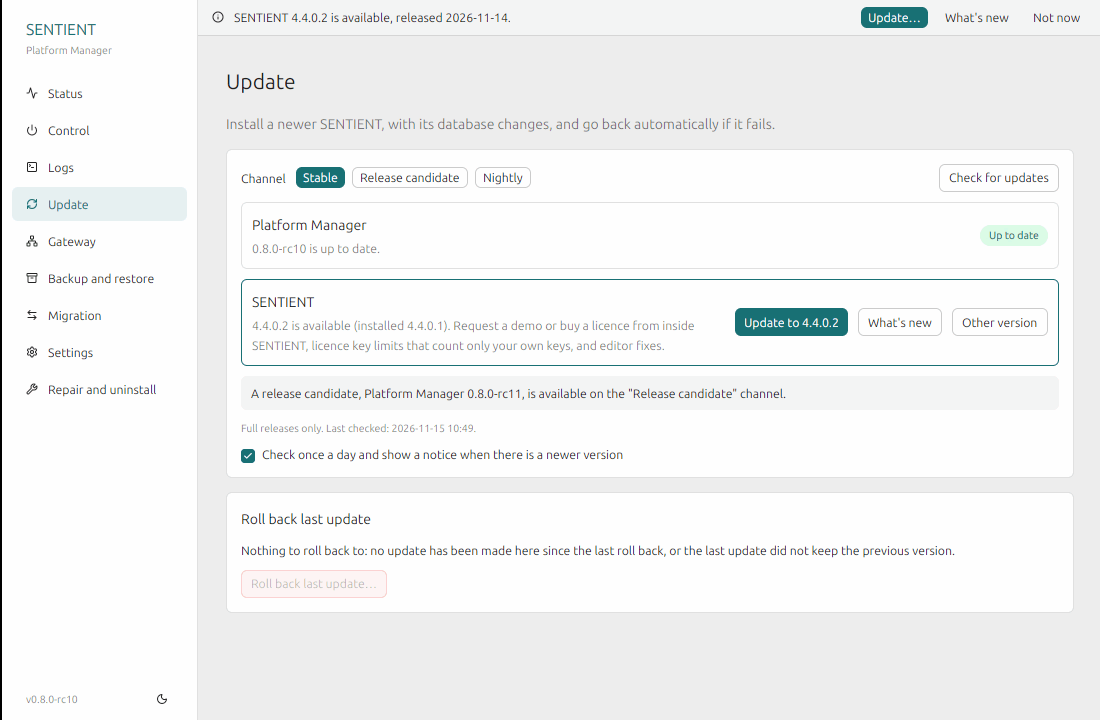 SENTIENT
Platform Manager
Status
Control
Logs
Update
Gateway
Backup and restore
Migration
Settings
Repair and uninstall
v0.8.0-rc10
SENTIENT 4.4.0.2 is available, released 2026-11-14.
Update…
What's new
Not now
Update
Install a newer SENTIENT, with its database changes, and go back automatically if it fails.
Channel
Stable
Release candidate
Nightly
Check for updates
Platform Manager
0.8.0-rc10 is up to date.
Up to date
SENTIENT
4.4.0.2 is available (installed 4.4.0.1). Request a demo or buy a licence from inside
SENTIENT, licence key limits that count only your own keys, and editor fixes.
Update to 4.4.0.2
What's new
Other version
A release candidate, Platform Manager 0.8.0-rc11, is available on the "Release candidate" channel.
Full releases only. Last checked: 2026-11-15 10:49.
Check once a day and show a notice when there is a newer version
Roll back last update
Nothing to roll back to: no update has been made here since the last roll back, or the last update did not keep the previous version.
Roll back last update…